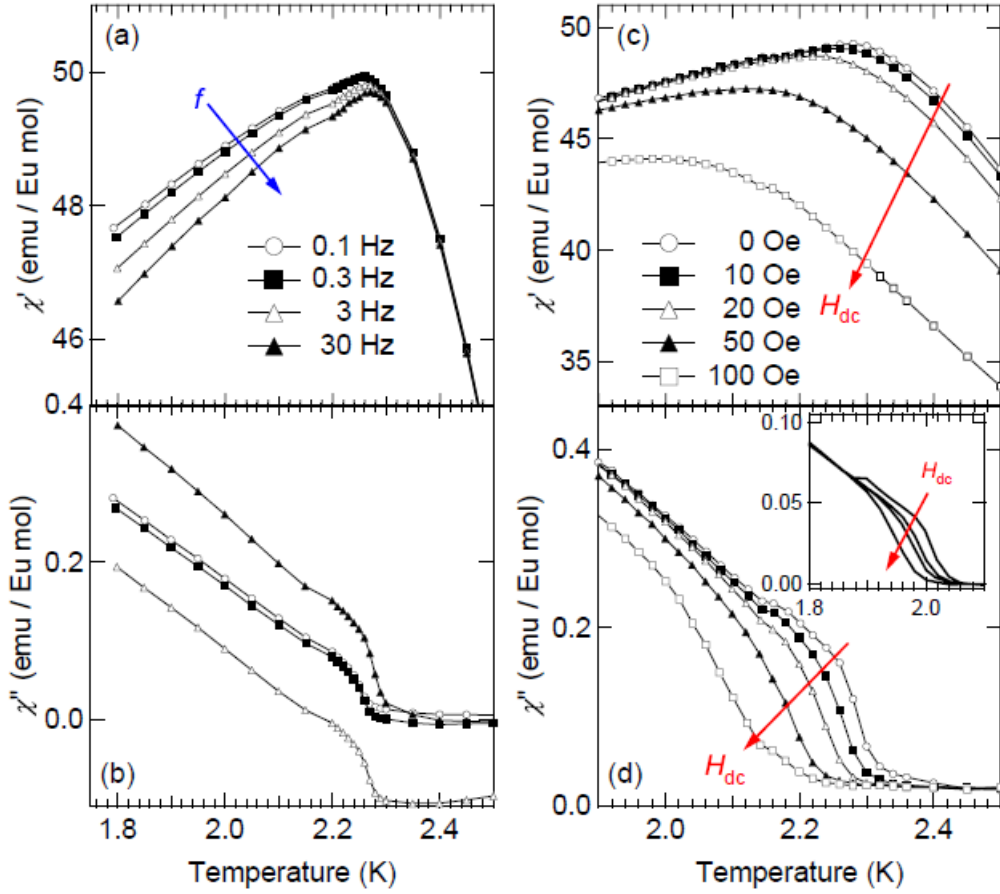 (a)
χ' (emu / Eu mol)
50
48
46
f
0.1 Hz
0.3 Hz
3 Hz
30 Hz
(b)
χ" (emu / Eu mol)
0.4
0.2
0.0
1.8 2.0 2.2 2.4
Temperature (K)
(c)
χ' (emu / Eu mol)
50
45
40
35
0 Oe
10 Oe
20 Oe
50 Oe
100 Oe
Hdc
(d)
χ" (emu / Eu mol)
0.4
0.2
0.0
Hdc
0.10
0.05
0.00
Hdc
1.8 2.0
2.0 2.2 2.4
Temperature (K)